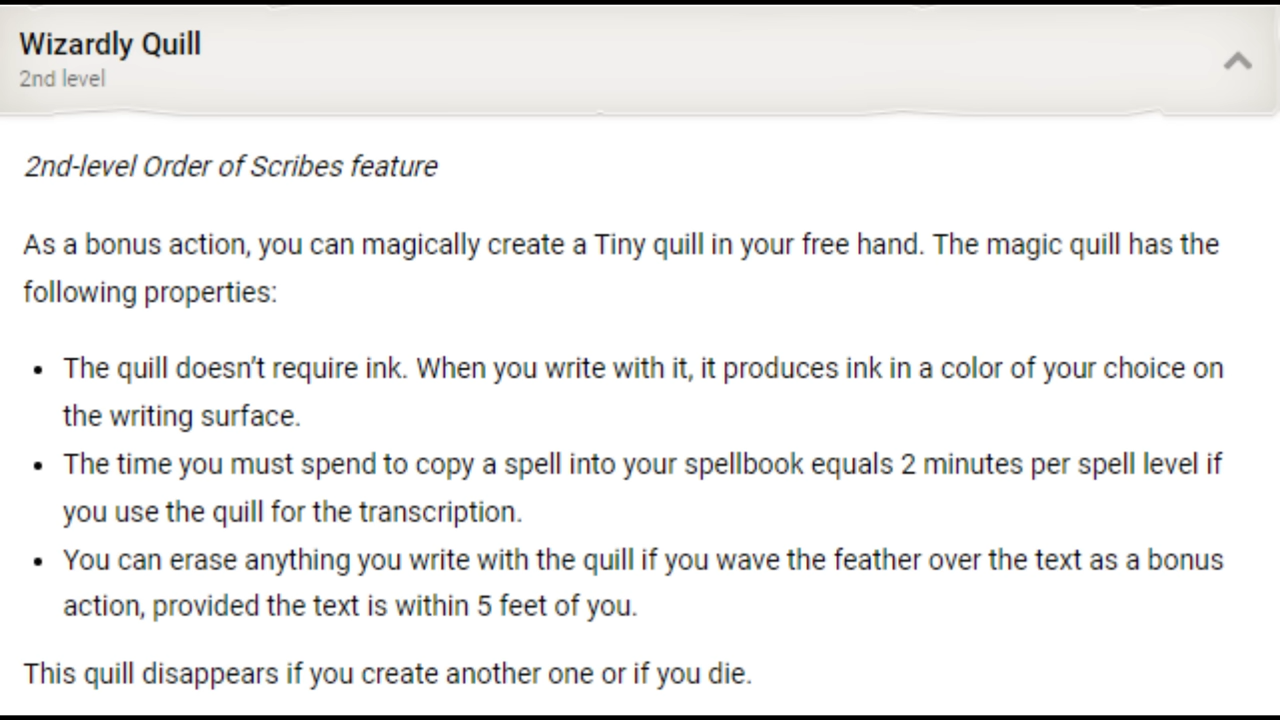 Wizardly Quill
2nd level
2nd-level Order of Scribes feature
As a bonus action, you can magically create a Tiny quill in your free hand. The magic quill has the
following properties:
• The quill doesn’t require ink. When you write with it, it produces ink in a color of your choice on
the writing surface.
• The time you must spend to copy a spell into your spellbook equals 2 minutes per spell level if
you use the quill for the transcription.
• You can erase anything you write with the quill if you wave the feather over the text as a bonus
action, provided the text is within 5 feet of you.
This quill disappears if you create another one or if you die.